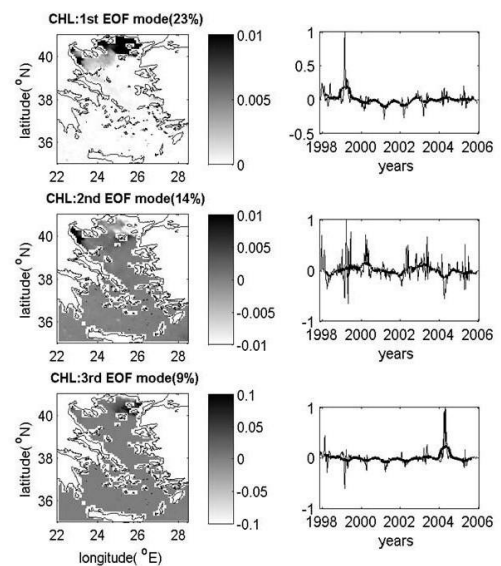 CHL:1st EOF mode(23%)
latitude(°N)
40
38
36
22 24 26 28
0.01
0.005
0
1
0.5
0
-0.5
1998 2000 2002 2004 2006
years
CHL:2nd EOF mode(14%)
latitude(°N)
40
38
36
22 24 26 28
0.01
0.005
0
-0.005
-0.01
1
0
-1
1998 2000 2002 2004 2006
years
CHL:3rd EOF mode(9%)
latitude(°N)
40
38
36
22 24 26 28
longitude(°E)
0.1
0.05
0
-0.05
-0.1
1
0
-1
1998 2000 2002 2004 2006
years